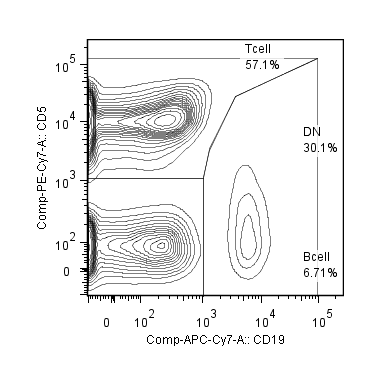 Tcell
57.1%
10^5
Comp-PE-Cy7-A:: CD5
10^4
DN
30.1%
10^3
10^2
Bcell
6.71%
0
0 10^2 10^3 10^4 10^5
Comp-APC-Cy7-A:: CD19